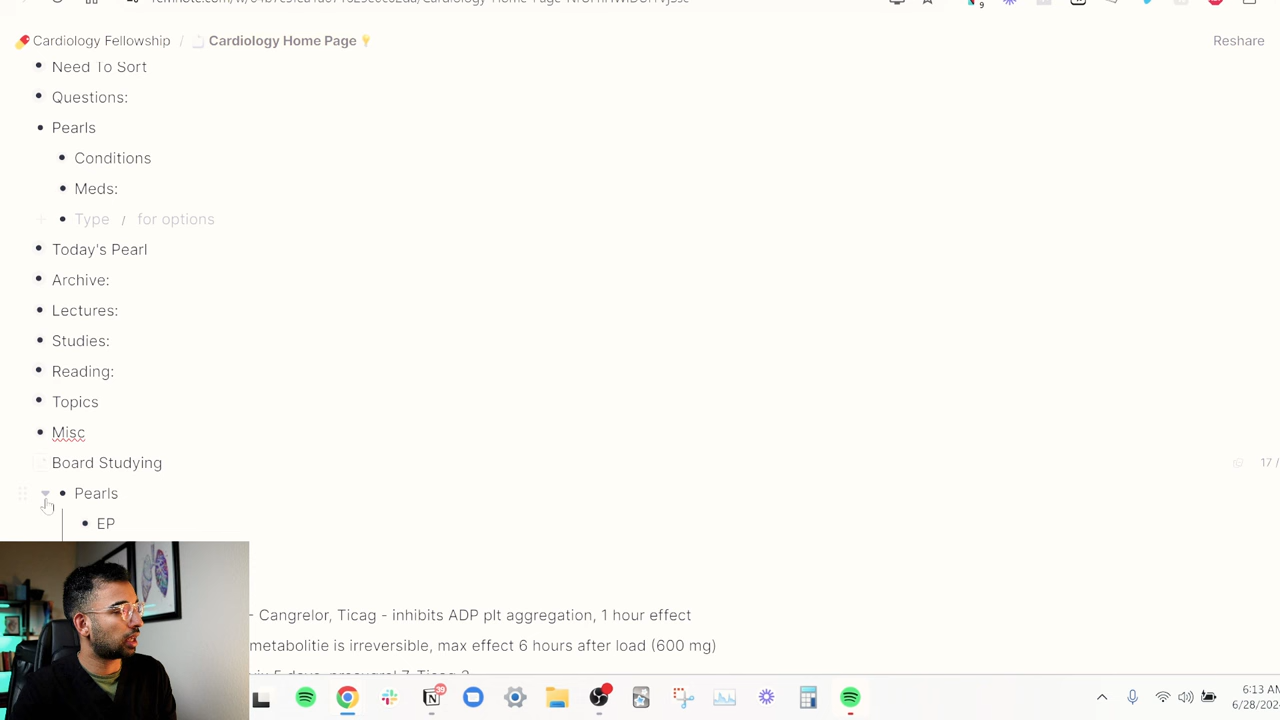 Cardiology Fellowship / Cardiology Home Page
Reshare
Need To Sort
Questions:
Pearls
Conditions
Meds:
Type / for options
Today's Pearl
Archive:
Lectures:
Studies:
Reading:
Topics
Misc
Board Studying
17 /
Pearls
EP
- Cangrelor, Ticag - inhibits ADP plt aggregation, 1 hour effect
metabolitie is irreversible, max effect 6 hours after load (600 mg)
39
6:13 AM
6/28/202